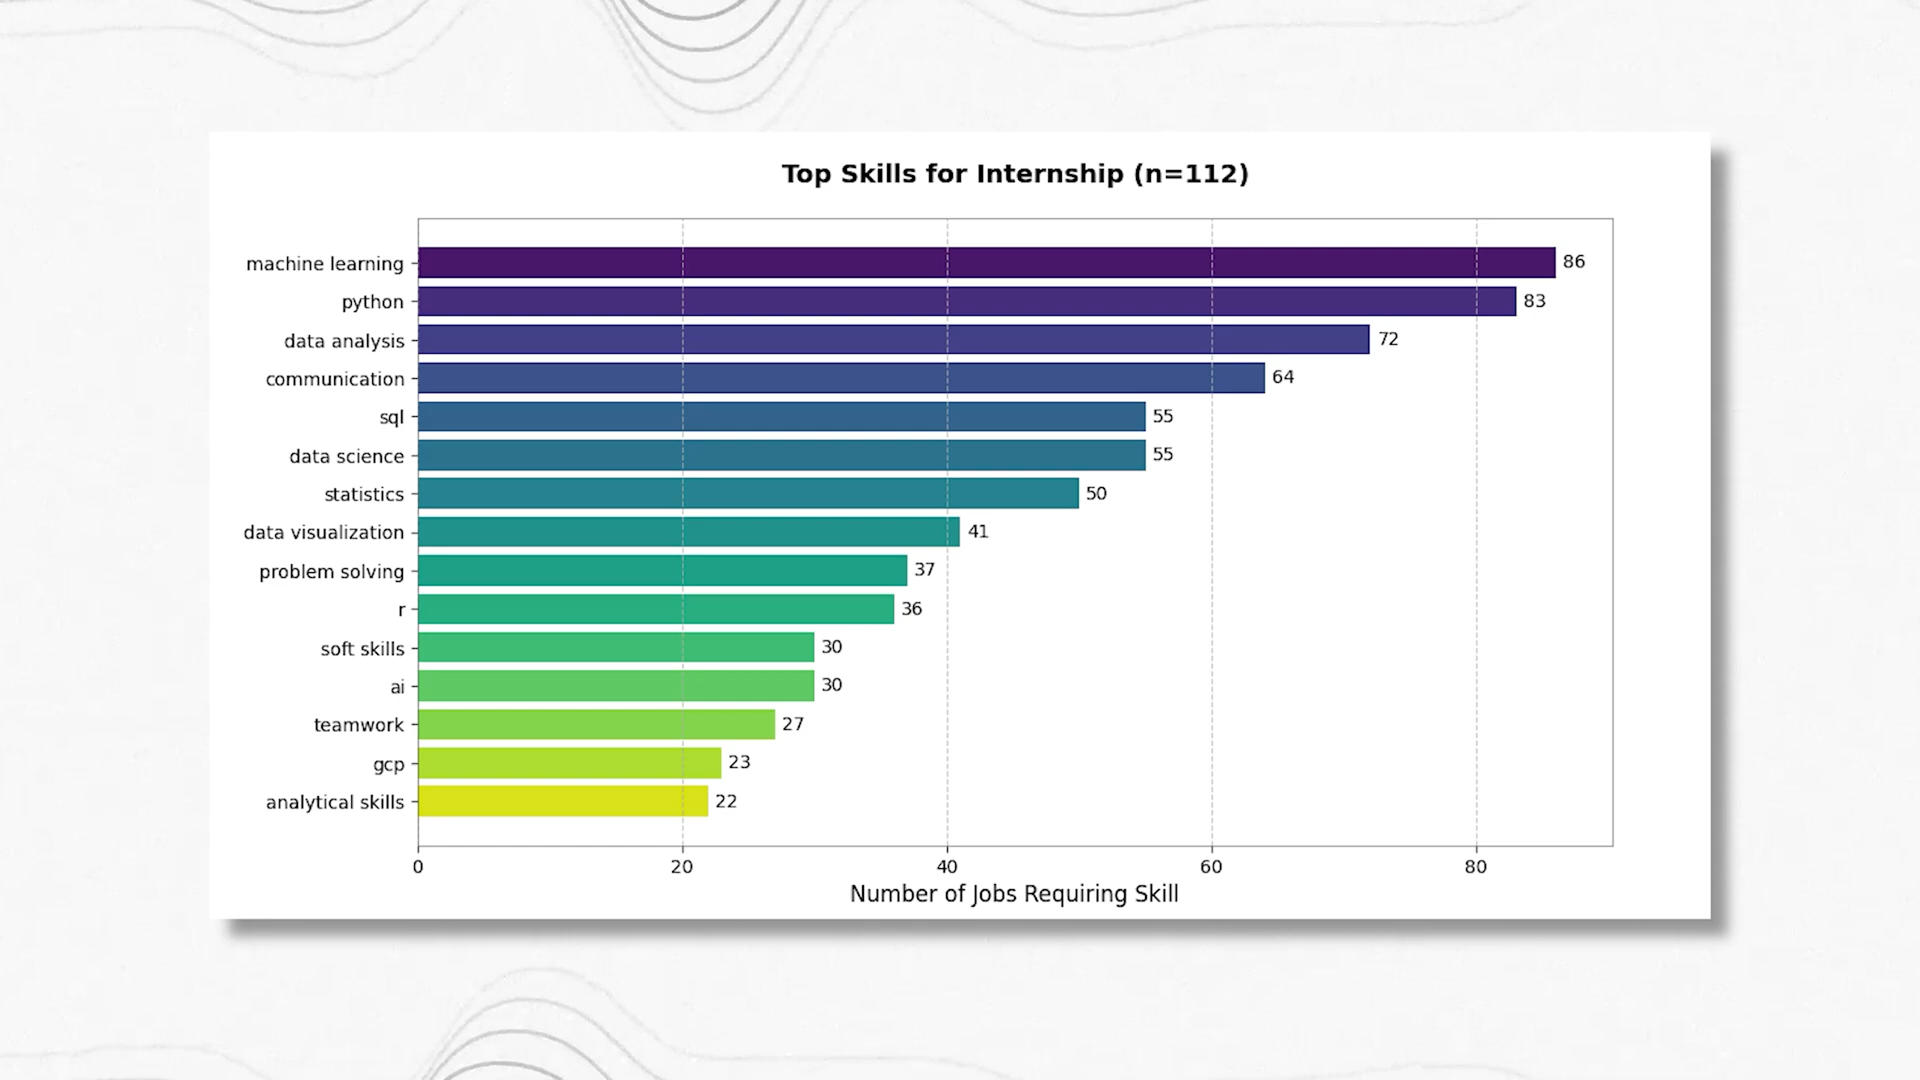 Top Skills for Internship (n=112)
machine learning 86
python 83
data analysis 72
communication 64
sql 55
data science 55
statistics 50
data visualization 41
problem solving 37
r 36
soft skills 30
ai 30
teamwork 27
gcp 23
analytical skills 22
0 20 40 60 80
Number of Jobs Requiring Skill